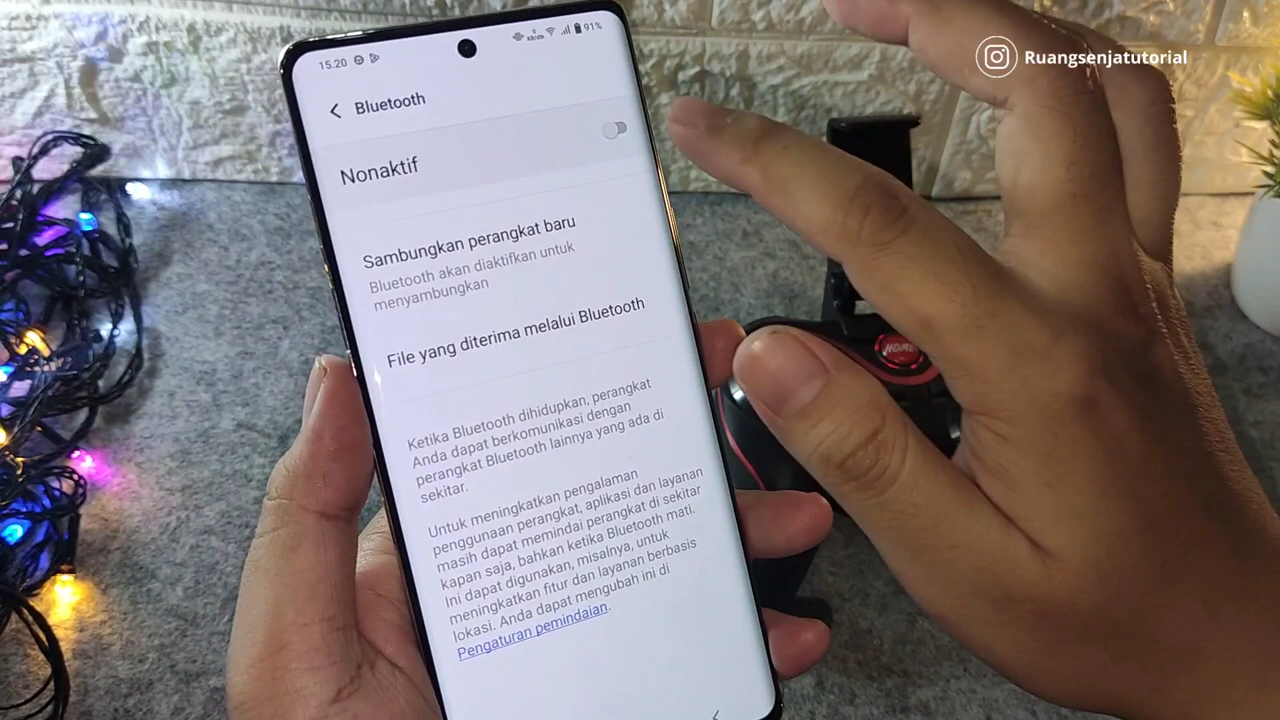 Ruangsenjatutorial
15.20
91%
Bluetooth
Nonaktif
Sambungkan perangkat baru
Bluetooth akan diaktifkan untuk
menyambungkan
File yang diterima melalui Bluetooth
Ketika Bluetooth dihidupkan, perangkat
Anda dapat berkomunikasi dengan
perangkat Bluetooth lainnya yang ada di
sekitar.
Untuk meningkatkan pengalaman
penggunaan perangkat, aplikasi dan layanan
masih dapat memindai perangkat di sekitar
kapan saja, bahkan ketika Bluetooth mati.
Ini dapat digunakan, misalnya, untuk
meningkatkan fitur dan layanan berbasis
lokasi. Anda dapat mengubah ini di
Pengaturan pemindaian.
HOME